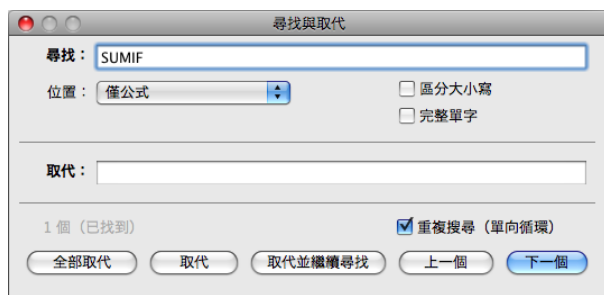 尋找與取代
尋找： SUMIF
位置： 僅公式
區分大小寫
完整單字
取代：
1 個（已找到）
重複搜尋（單向循環）
全部取代 取代 取代並繼續尋找 上一個 下一個